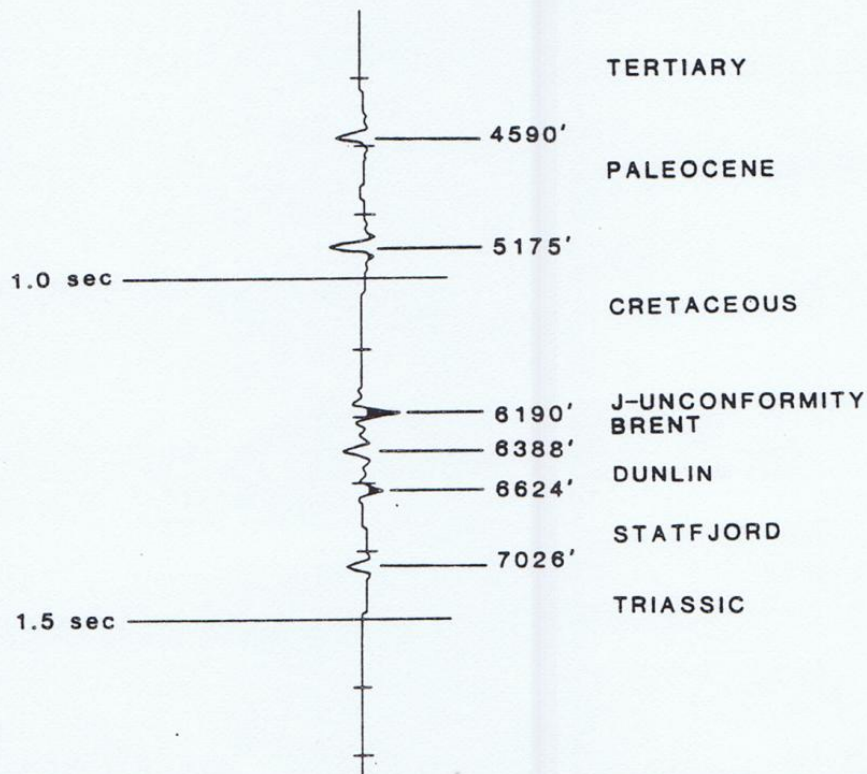 TERTIARY
4590'
PALEOCENE
5175'
1.0 sec
CRETACEOUS
J-UNCONFORMITY
6190'
BRENT
6388'
DUNLIN
6624'
STATFJORD
7026'
TRIASSIC
1.5 sec